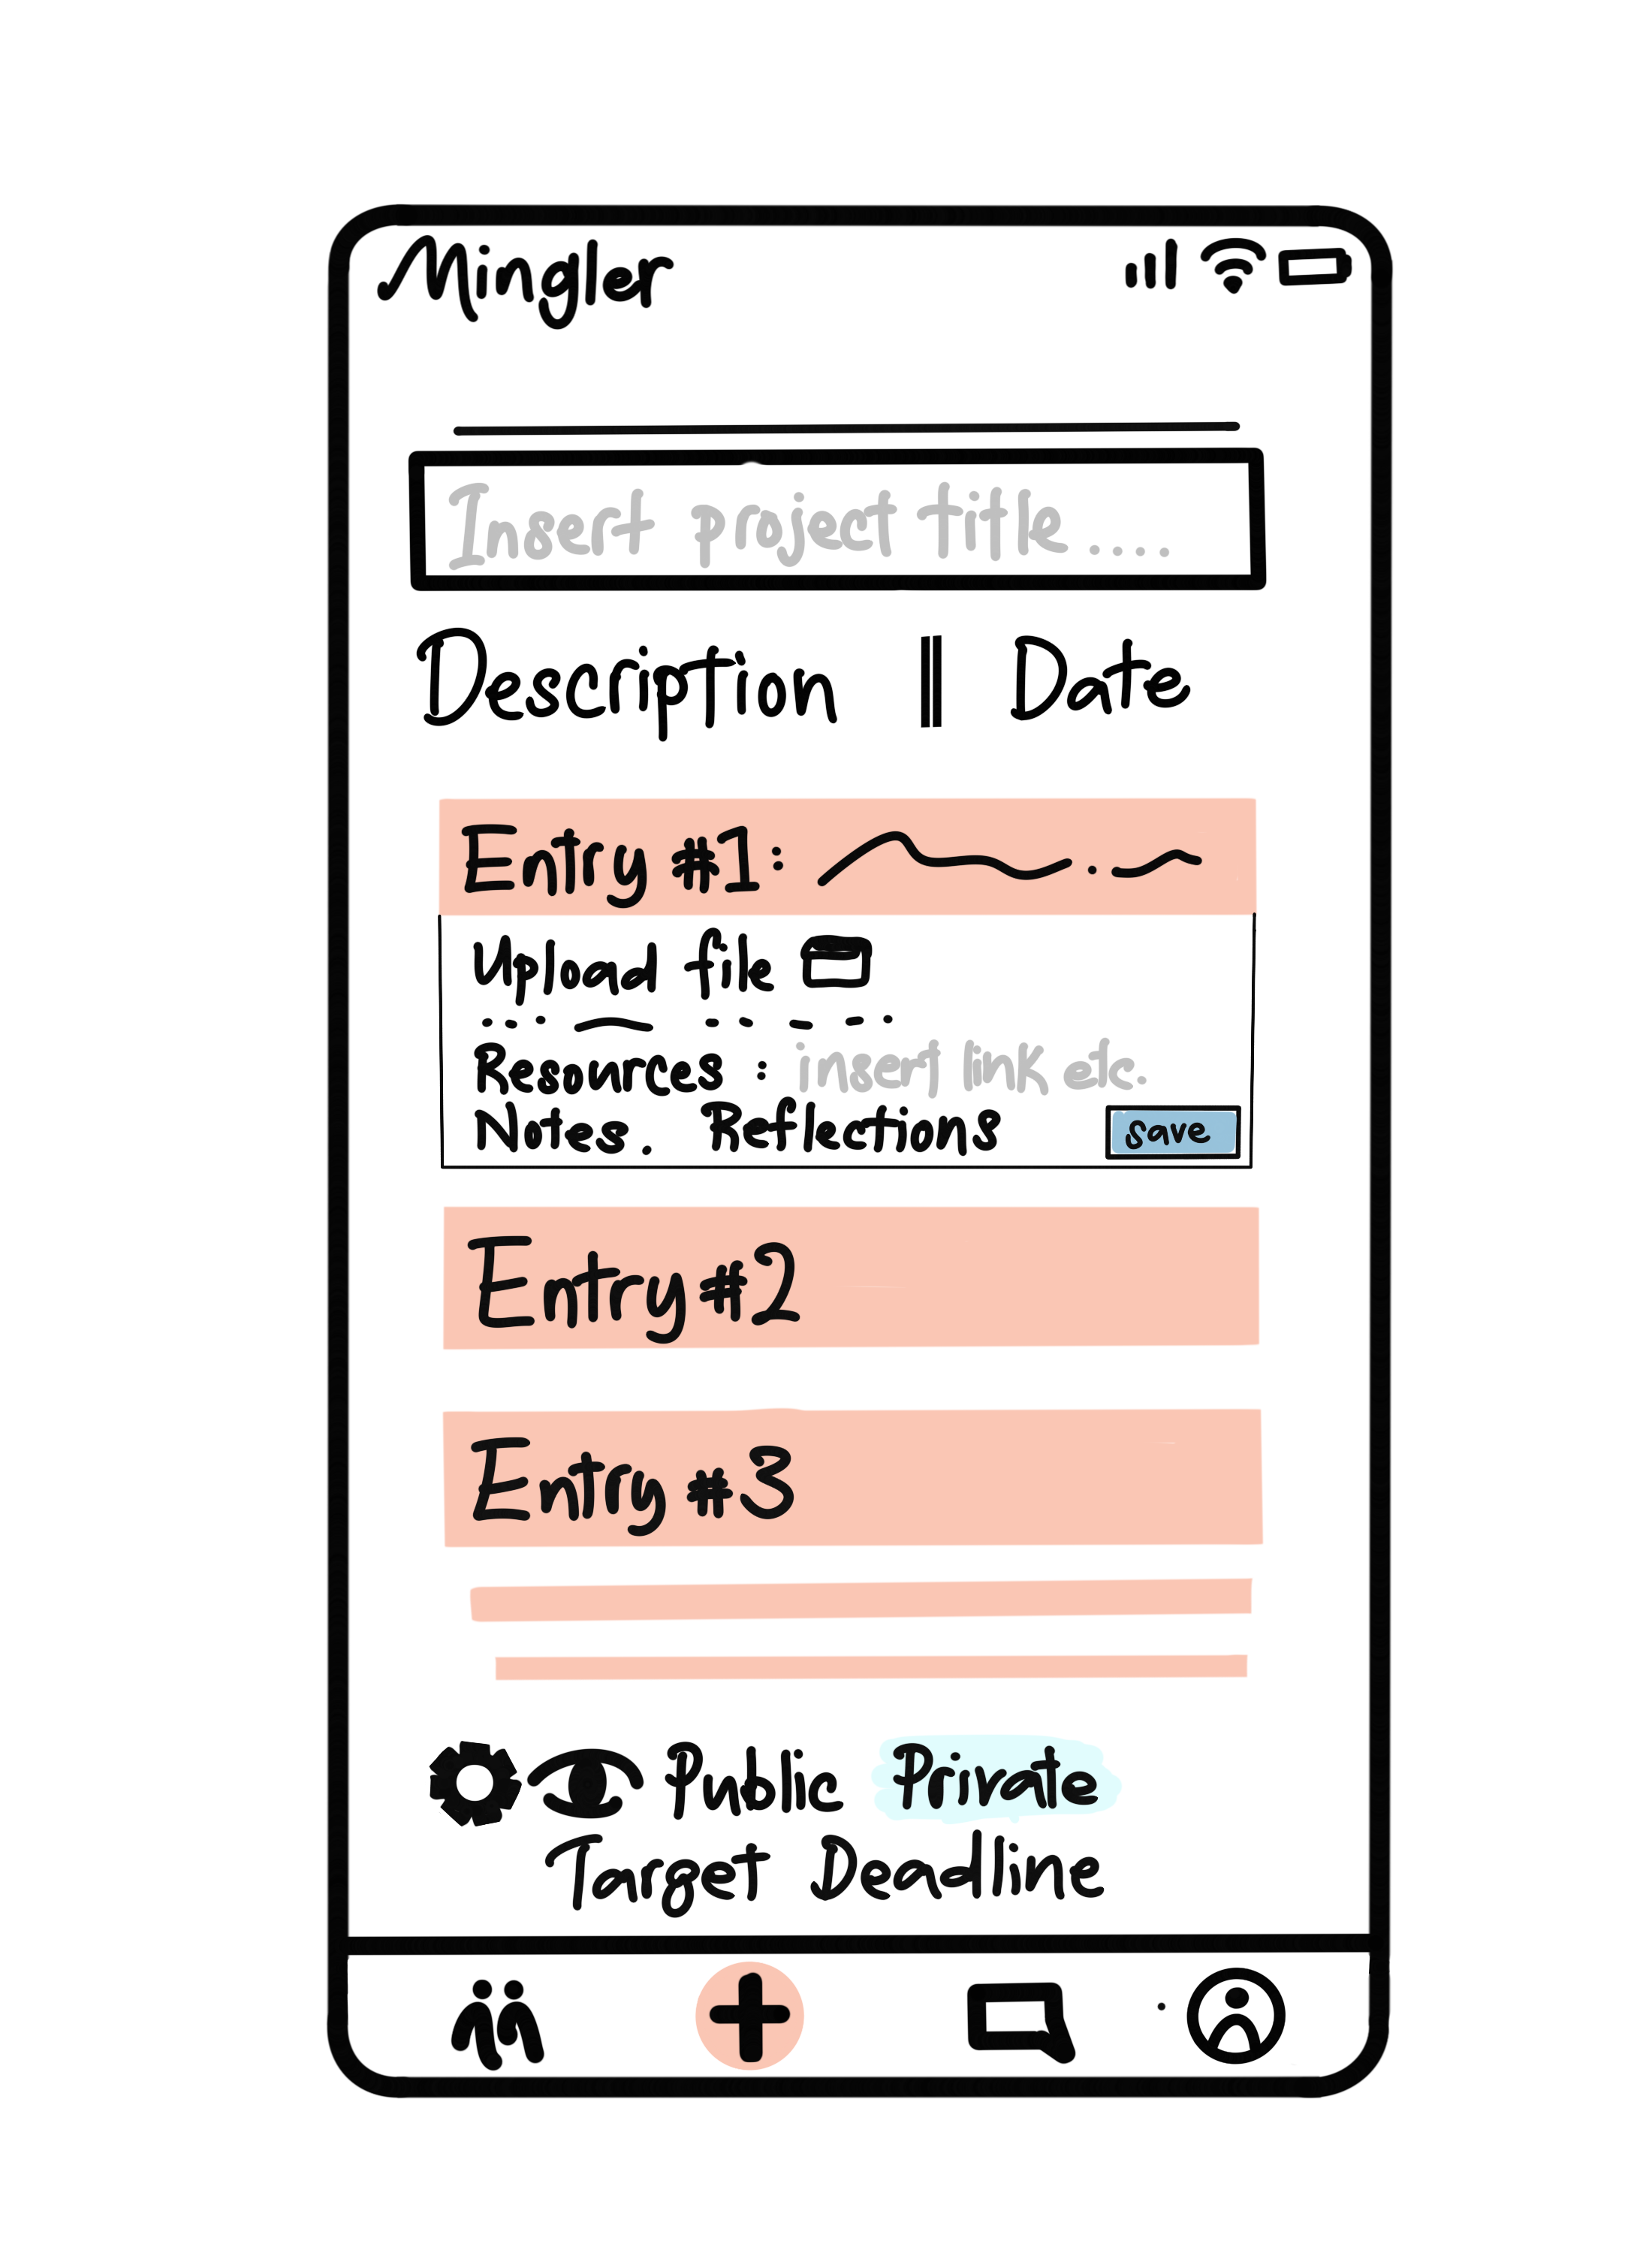 Mingler
Insert project title....
Description || Date
Entry #1:
Upload file
Resources : insert link etc.
Notes. Reflections
save
Entry #2
Entry #3
Public Private
Target Deadline